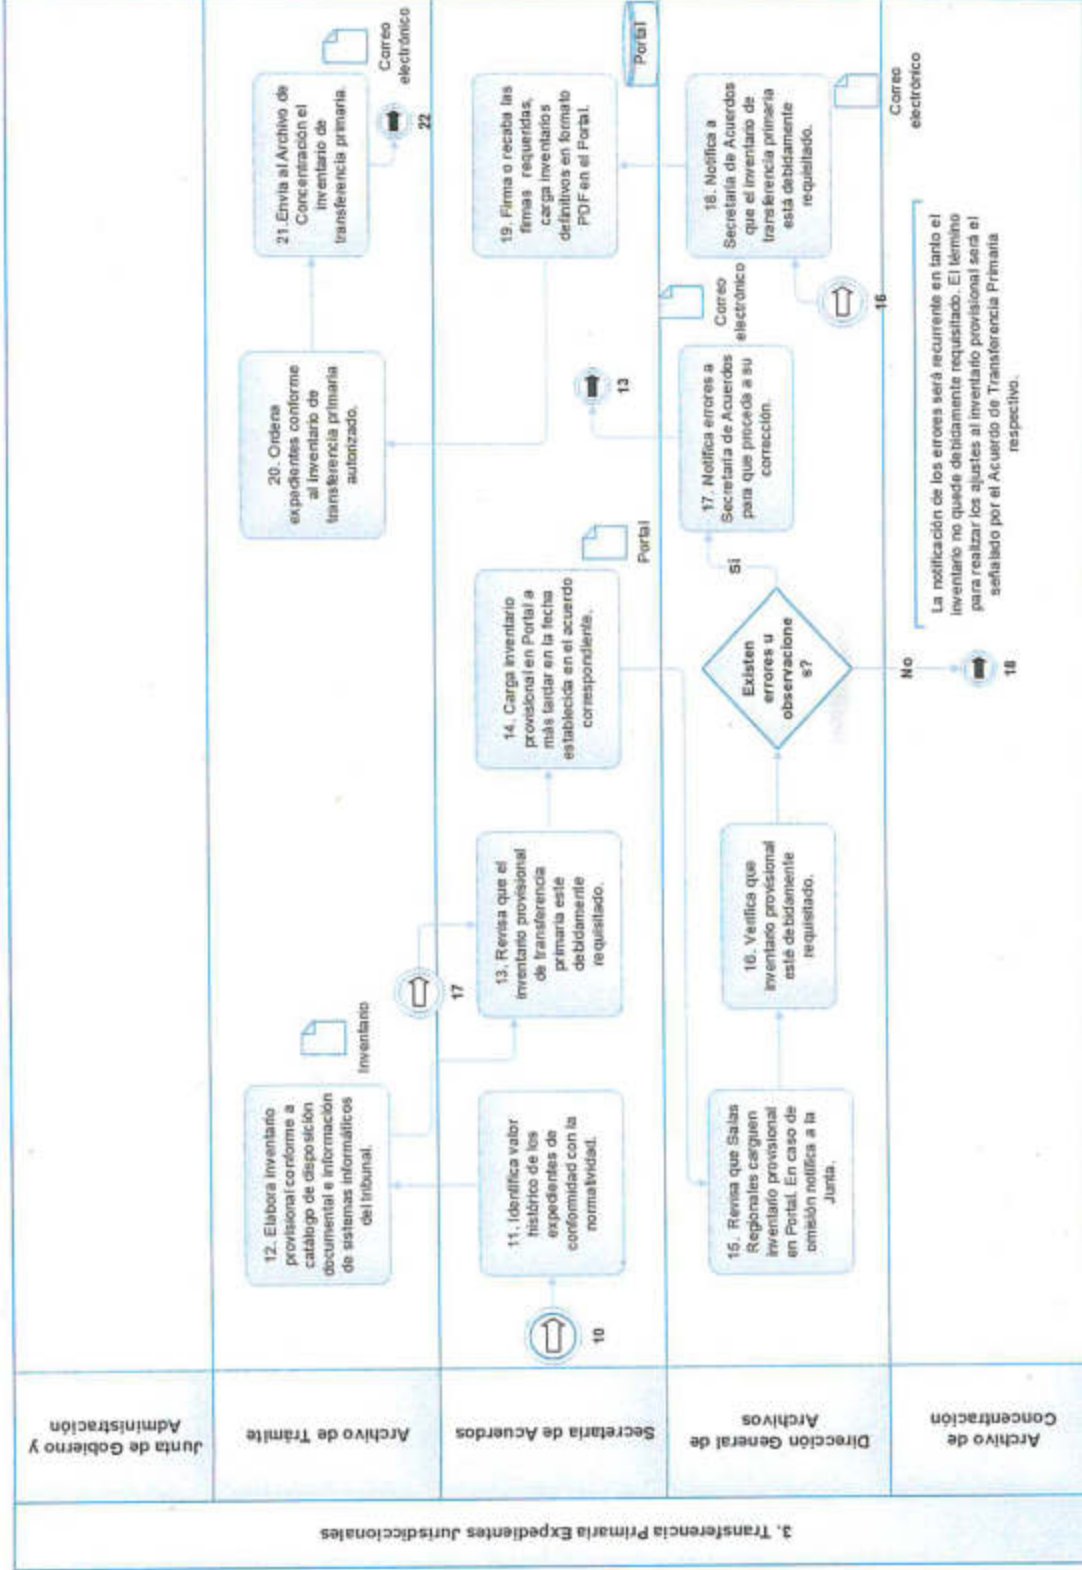 3. Transferencia Primaria Expedientes Jurisdiccionales
Junta de Gobierno y
Administración
Archivo de Trámite
Secretaria de Acuerdos
Dirección General de
Archivos
Archivo de
Concentración
10
11. Identifica valor
histórico de los
expedientes de
conformidad con la
normatividad.
12. Elabora inventario
provisional conforme a
catálogo de disposición
documental e información
de sistemas informáticos
del tribunal.
Inventario
17
13. Revisa que el
inventario provisional
de transferencia
primaria este
debidamente
requisitado.
14. Carga inventario
provisional en Portal a
más tardar en la fecha
establecida en el acuerdo
correspondiente.
Portal
15. Revisa que Salas
Regionales carguen
inventario provisional
en Portal. En caso de
omisión notifica a la
Junta.
16. Verifica que
inventario provisional
esté debidamente
requisitado.
Existen
errores u
observacione
s?
Si
No
18
17. Notifica errores a
Secretaria de Acuerdos
para que proceda a su
corrección.
Correo
electrónico
13
16
18. Notifica a
Secretaría de Acuerdos
que el inventario de
transferencia primaria
está debidamente
requisitado.
Correo
electrónico
19. Firma o recaba las
firmas requeridas,
carga inventarios
definitivos en formato
PDF en el Portal.
Portal
20. Ordena
expedientes conforme
al inventario de
transferencia primaria
autorizado.
21. Envía al Archivo de
Concentración el
inventario de
transferencia primaria.
Correo
electrónico
22
La notificación de los errores será recurrente en tanto el
inventario no quede debidamente requisitado. El término
para realizar los ajustes al inventario provisional será el
señalado por el Acuerdo de Transferencia Primaria
respectivo.